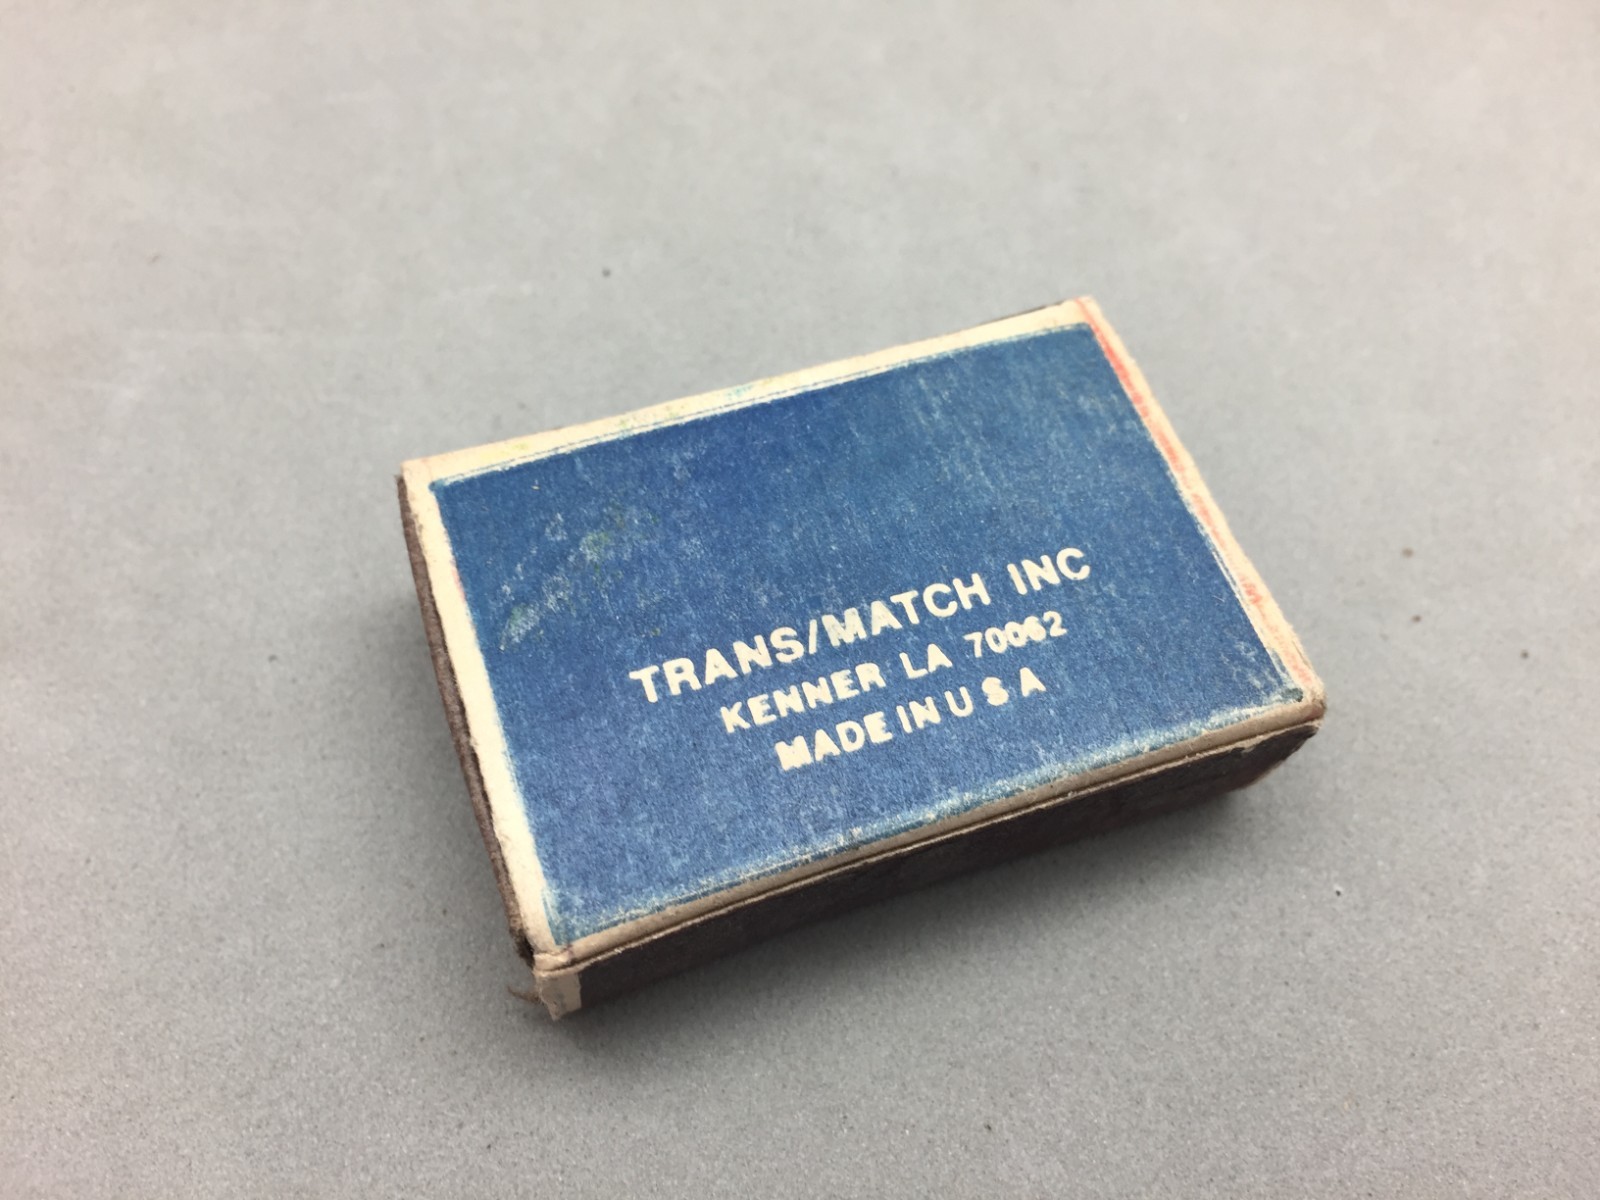 TRANS/MATCH INC
KENNER LA 70062
MADE IN U S A